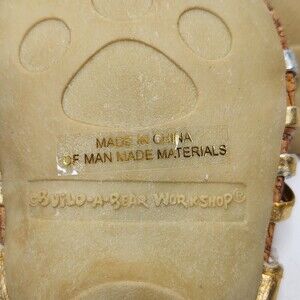 MADE IN CHINA
OF MAN MADE MATERIALS
BUILD-A-BEAR WORKSHOP®